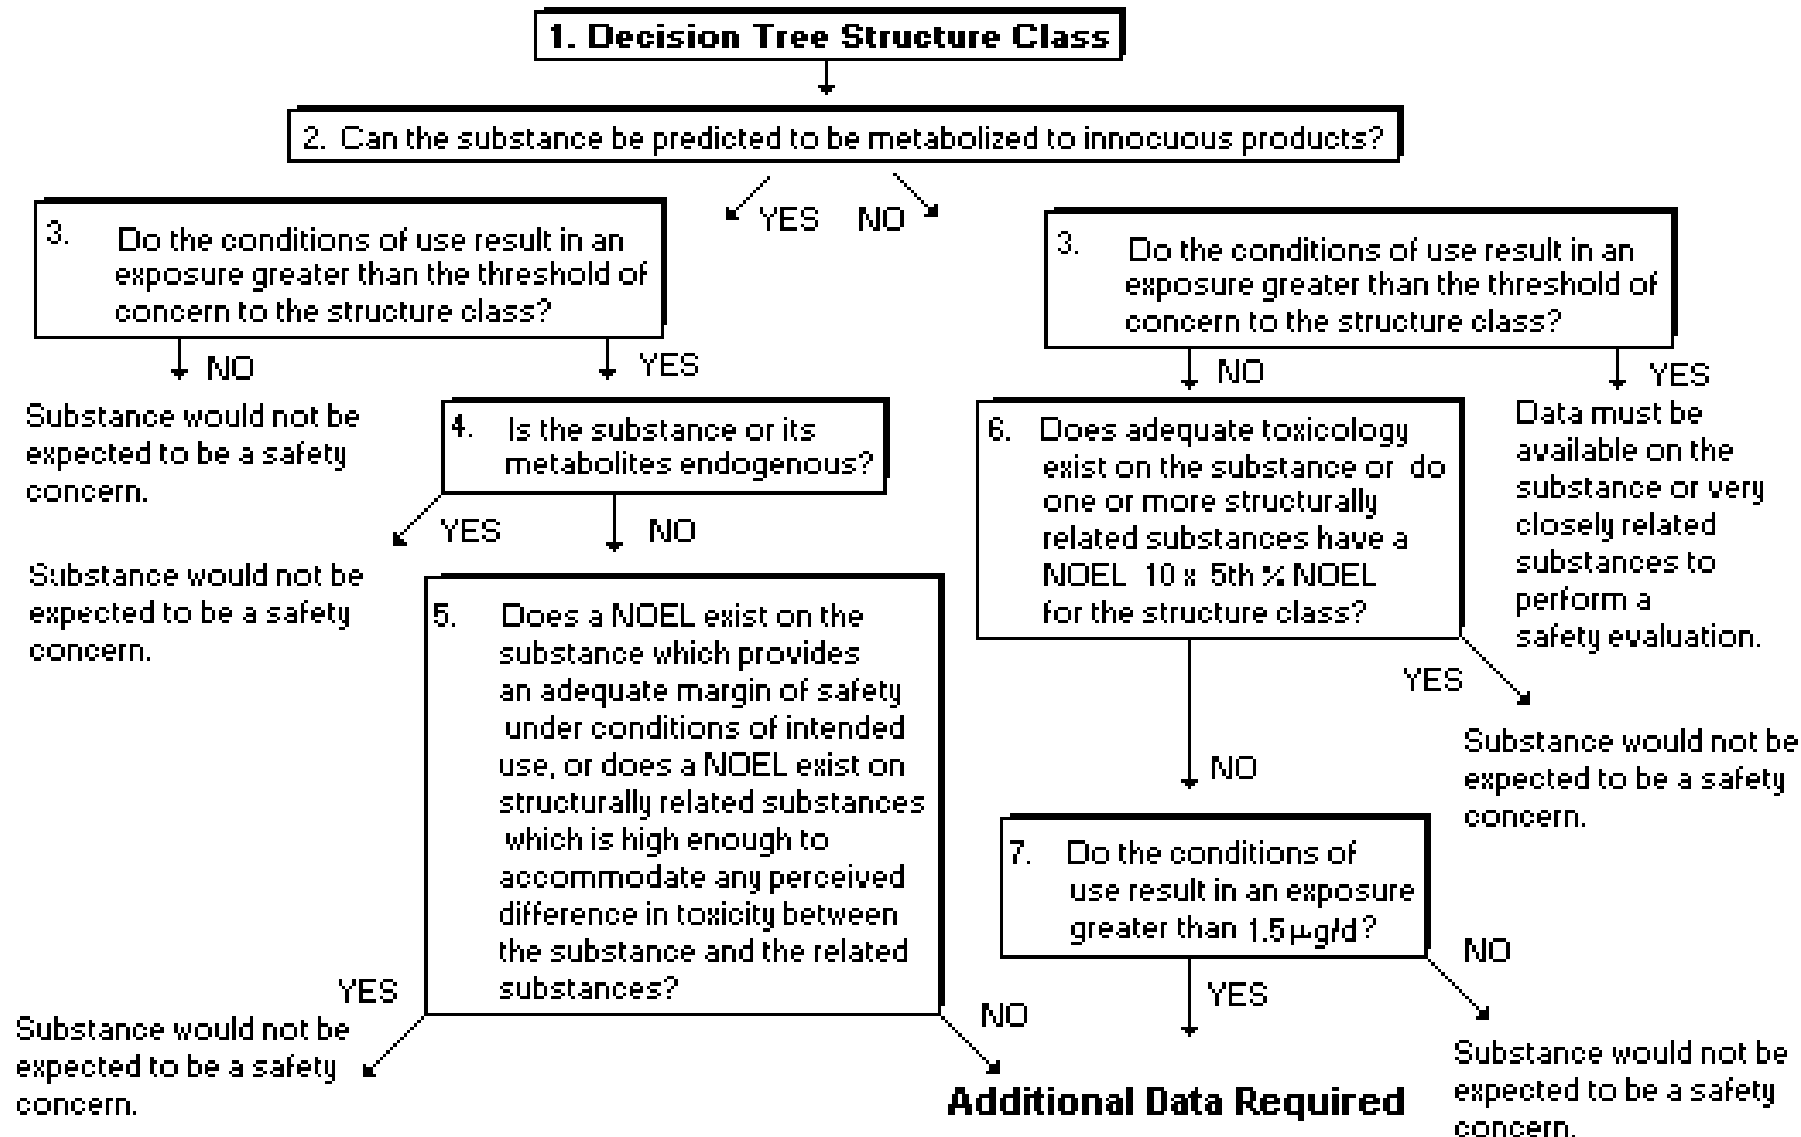 1. Decision Tree Structure Class
2. Can the substance be predicted to be metabolized to innocuous products?
YES NO
3. Do the conditions of use result in an
exposure greater than the threshold of
concern to the structure class?
NO
YES
Substance would not be
expected to be a safety
concern.
4. Is the substance or its
metabolites endogenous?
YES
NO
Substance would not be
expected to be a safety
concern.
5. Does a NOEL exist on the
substance which provides
an adequate margin of safety
under conditions of intended
use, or does a NOEL exist on
structurally related substances
which is high enough to
accommodate any perceived
difference in toxicity between
the substance and the related
substances?
YES
NO
Substance would not be
expected to be a safety
concern.
3. Do the conditions of use result in an
exposure greater than the threshold of
concern to the structure class?
NO
YES
Data must be
available on the
substance or very
closely related
substances to
perform a
safety evaluation.
6. Does adequate toxicology
exist on the substance or do
one or more structurally
related substances have a
NOEL 10 x 5th % NOEL
for the structure class?
YES
NO
Substance would not be
expected to be a safety
concern.
7. Do the conditions of
use result in an exposure
greater than 1.5µg/d?
NO
YES
Substance would not be
expected to be a safety
concern.
Additional Data Required